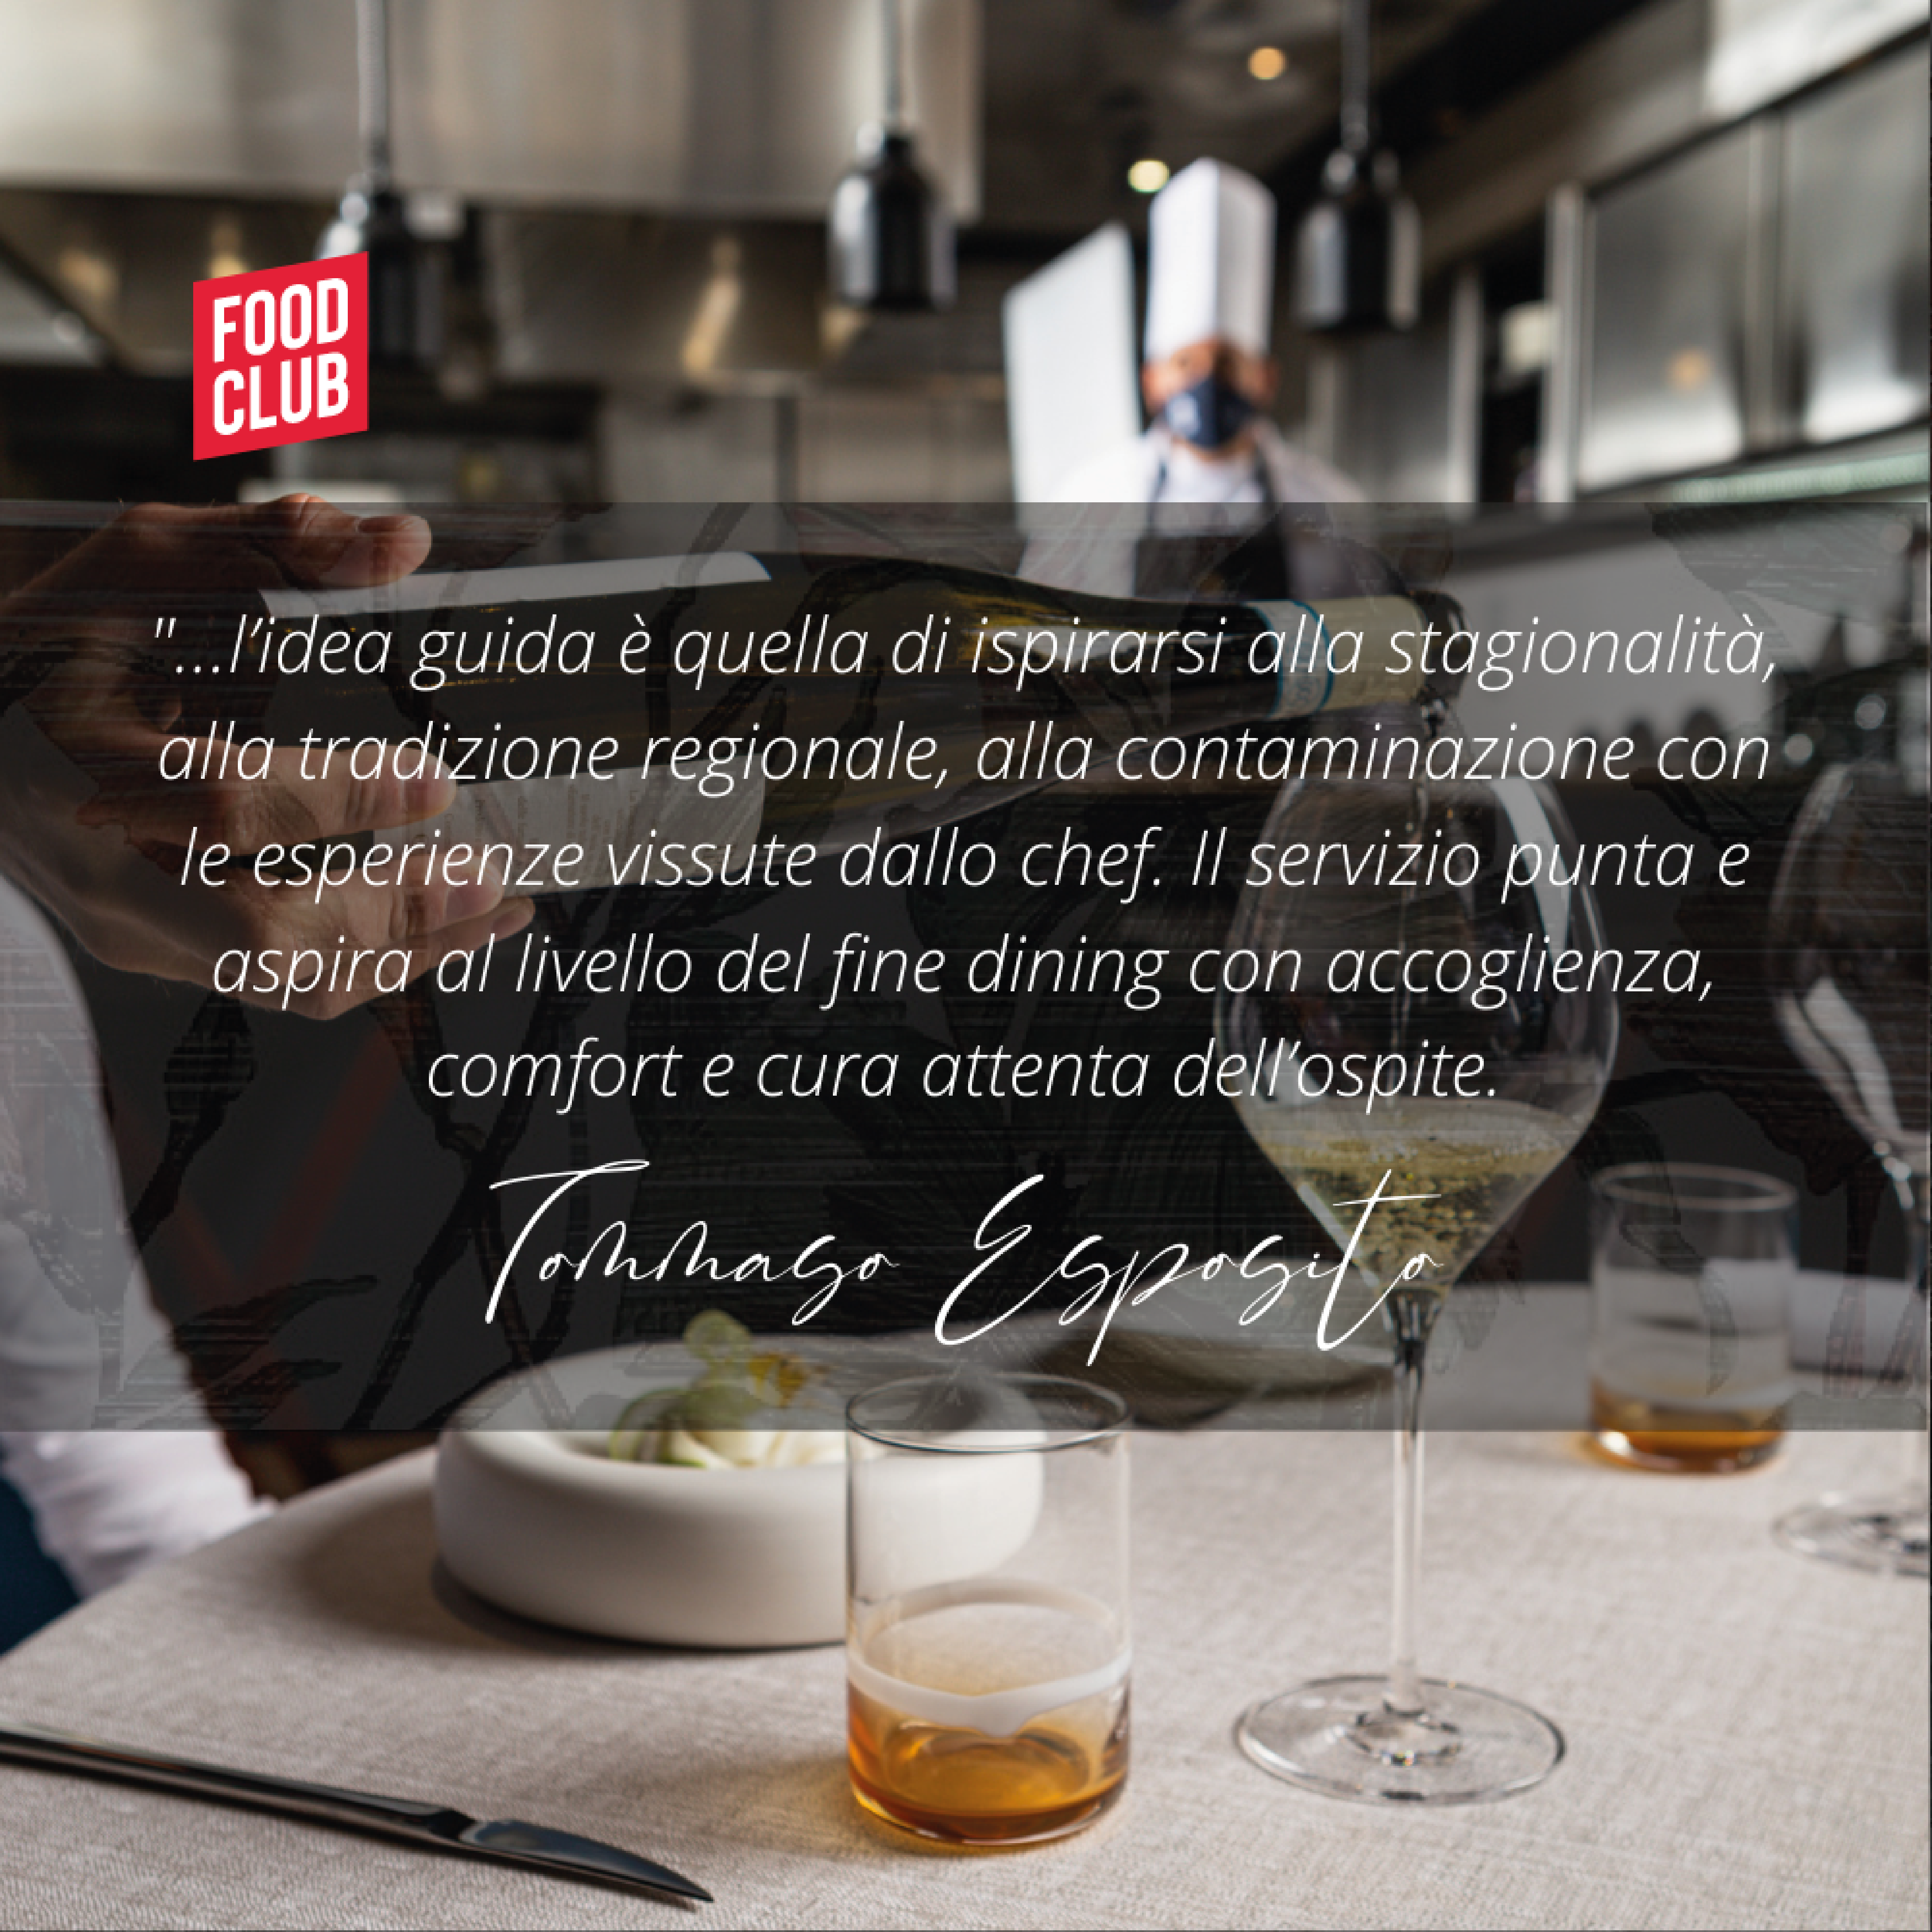 FOOD
CLUB
"...l’idea guida è quella di ispirarsi alla stagionalità,
alla tradizione regionale, alla contaminazione con
le esperienze vissute dallo chef. Il servizio punta e
aspira al livello del fine dining con accoglienza,
comfort e cura attenta dell’ospite.
Tommaso Esposito